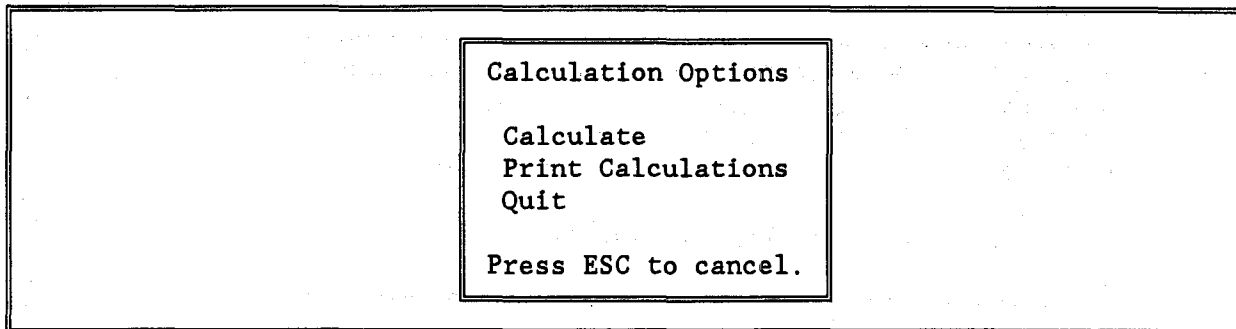 Calculation Options
Calculate
Print Calculations
Quit
Press ESC to cancel.